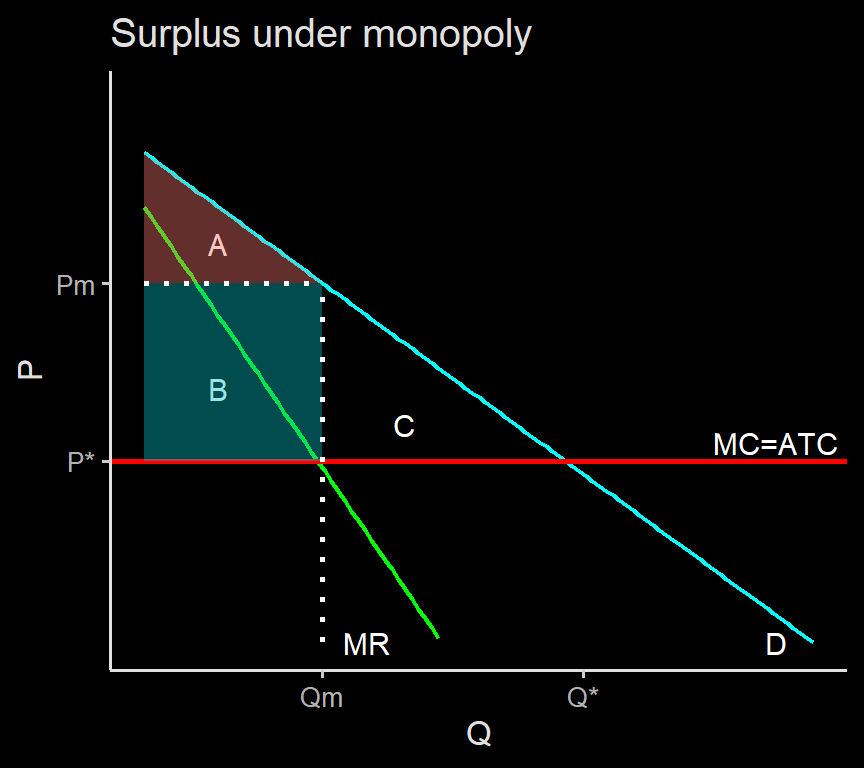 Surplus under monopoly
A
Pm
P
B
C
MC=ATC
P*
MR
D
Qm
Q*
Q